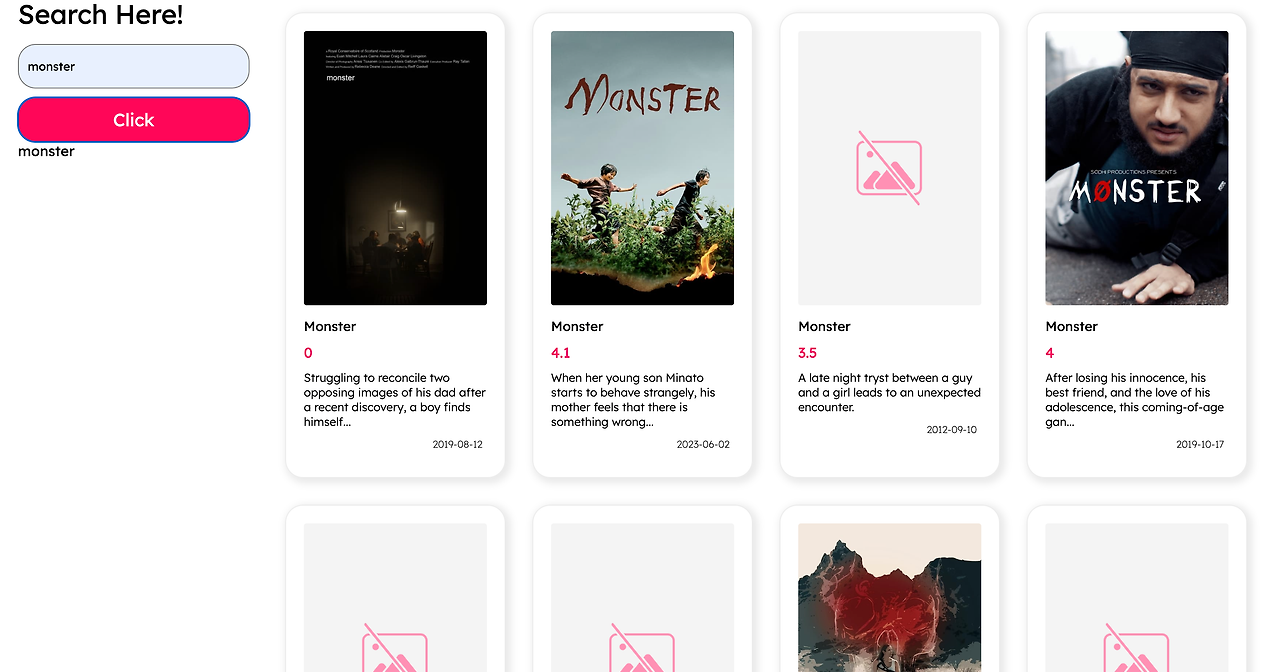 Search Here!
monster
Click
monster
monster
MONSTER
SODHI PRODUCTIONS PRESENTS
MØNSTER
Monster
0
Struggling to reconcile two
opposing images of his dad after
a recent discovery, a boy finds
himself...
2019-08-12
Monster
4.1
When her young son Minato
starts to behave strangely, his
mother feels that there is
something wrong...
2023-06-02
Monster
3.5
A late night tryst between a guy
and a girl leads to an unexpected
encounter.
2012-09-10
Monster
4
After losing his innocence, his
best friend, and the love of his
adolescence, this coming-of-age
gan...
2019-10-17